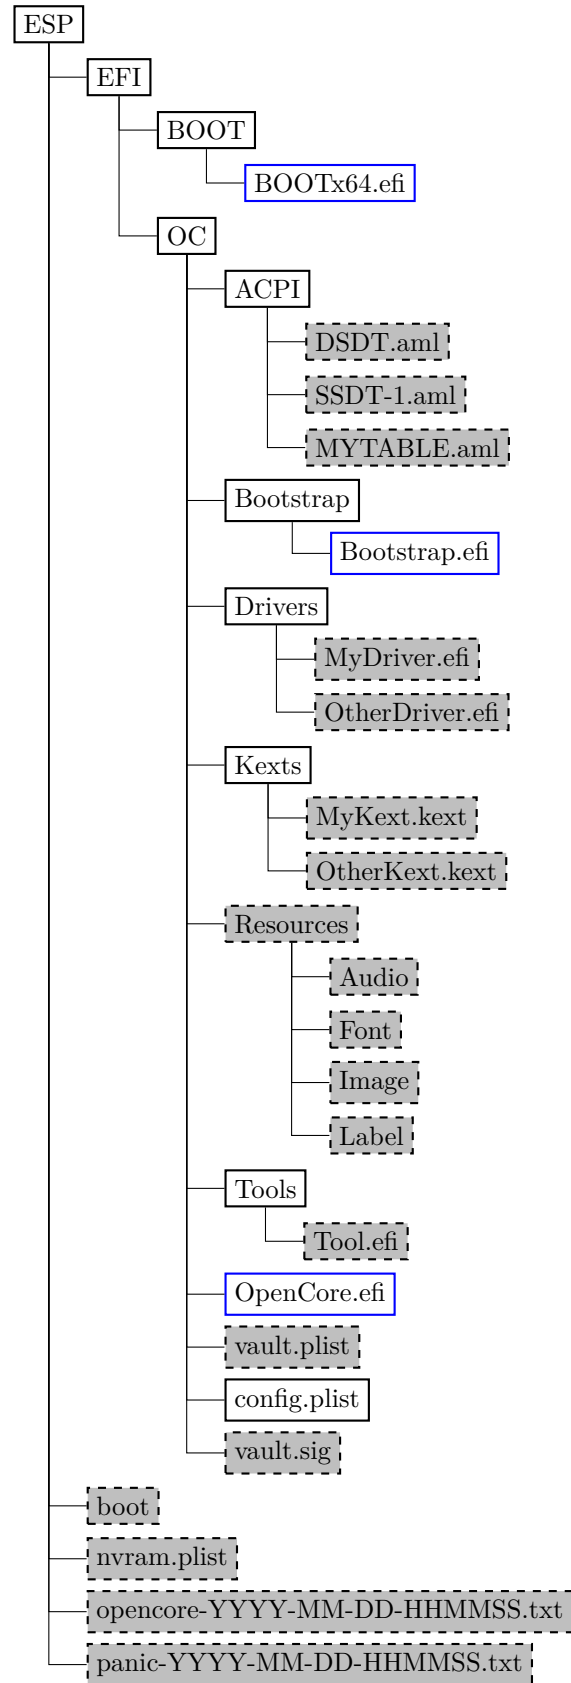 ESP
EFI
BOOT
BOOTx64.efi
OC
ACPI
DSDT.aml
SSDT-1.aml
MYTABLE.aml
Bootstrap
Bootstrap.efi
Drivers
MyDriver.efi
OtherDriver.efi
Kexts
MyKext.kext
OtherKext.kext
Resources
Audio
Font
Image
Label
Tools
Tool.efi
OpenCore.efi
vault.plist
config.plist
vault.sig
boot
nvram.plist
opencore-YYYY-MM-DD-HHMMSS.txt
panic-YYYY-MM-DD-HHMMSS.txt